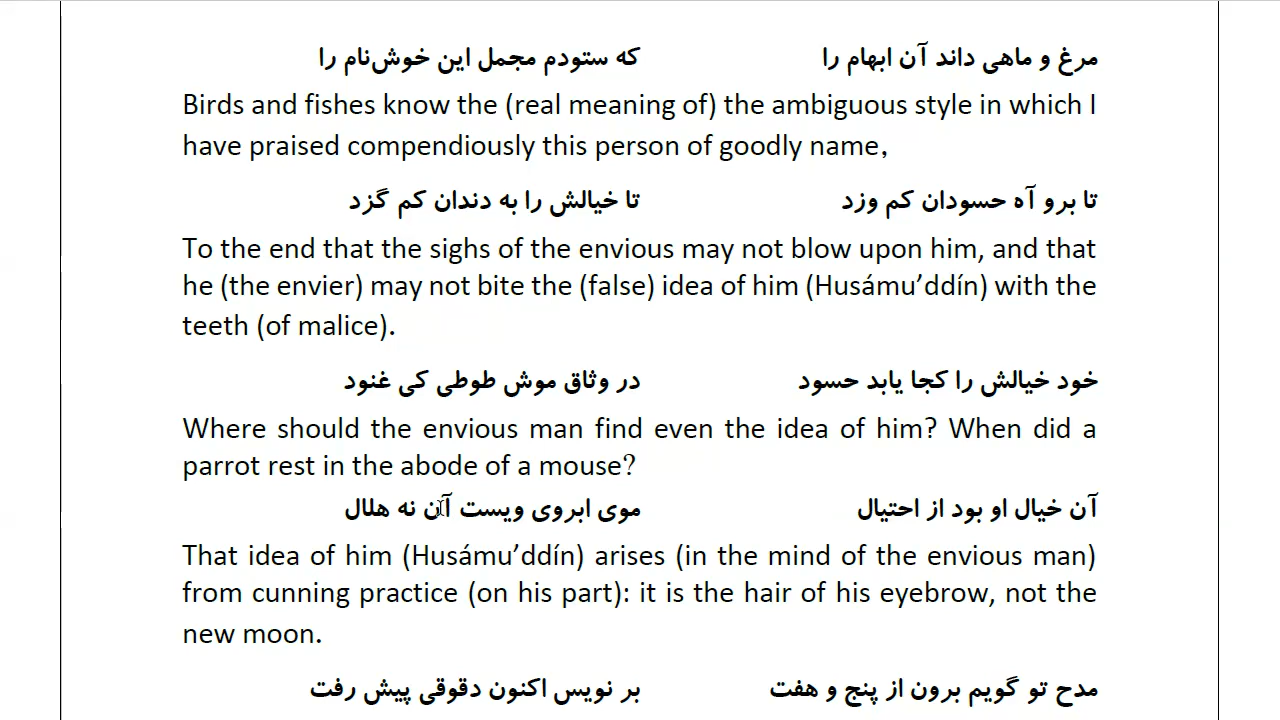 مرغ و ماهی داند آن ابهام را که ستودم مجمل این خوش‌نام را
Birds and fishes know the (real meaning of) the ambiguous style in which I
have praised compendiously this person of goodly name,
تا برو آه حسودان کم وزد تا خیالش را به دندان کم گزد
To the end that the sighs of the envious may not blow upon him, and that
he (the envier) may not bite the (false) idea of him (Husámu’ddín) with the
teeth (of malice).
خود خیالش را کجا یابد حسود در وثاق موش طوطی کی غنود
Where should the envious man find even the idea of him? When did a
parrot rest in the abode of a mouse?
آن خیال او بود از احتیال موی ابروی ویست آن نه هلال
That idea of him (Husámu’ddín) arises (in the mind of the envious man)
from cunning practice (on his part): it is the hair of his eyebrow, not the
new moon.
مدح تو گویم برون از پنج و هفت بر نویس اکنون دقوقی پیش رفت